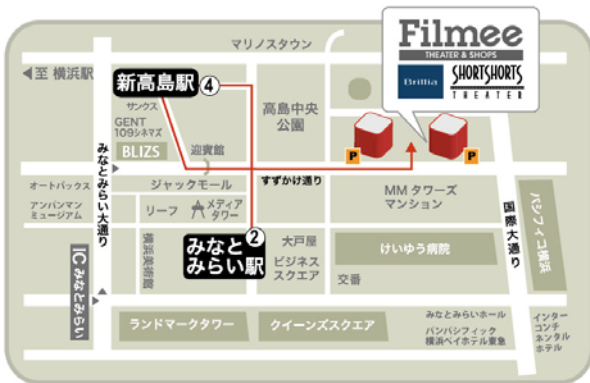 マリノスタウン
Filmee
THEATER & SHOPS
Brillia
SHORTSHORTS
THEATER
◀至 横浜駅
新高島駅
4
サンクス
GENT
109シネマズ
BLIZS
迎賓館
高島中央
公園
P
P
みなとみらい大通り
すずかけ通り
オートバックス
ジャックモール
アンパンマン
ミュージアム
リーフ
メディア
タワー
MM タワーズ
マンション
国際大通り
パシフィコ横浜
2
みなと
みらい駅
横浜美術館
大戸屋
ビジネス
スクエア
けいゆう病院
交番
IC みなとみらい
ランドマークタワー
クイーンズスクエア
みなとみらいホール
パンパシフィック
横浜ベイホテル東急
インター
コンチ
ネンタル
ホテル